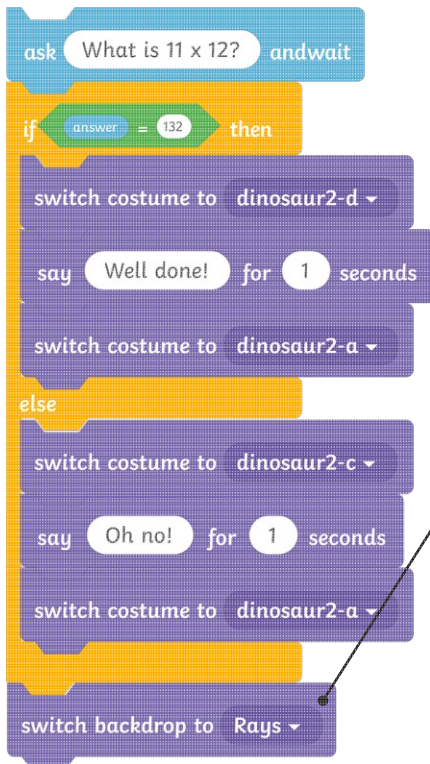 ask What is 11 x 12? andwait
if answer = 132 then
switch costume to dinosaur2-d
say Well done! for 1 seconds
switch costume to dinosaur2-a
else
switch costume to dinosaur2-c
say Oh no! for 1 seconds
switch costume to dinosaur2-a
switch backdrop to Rays